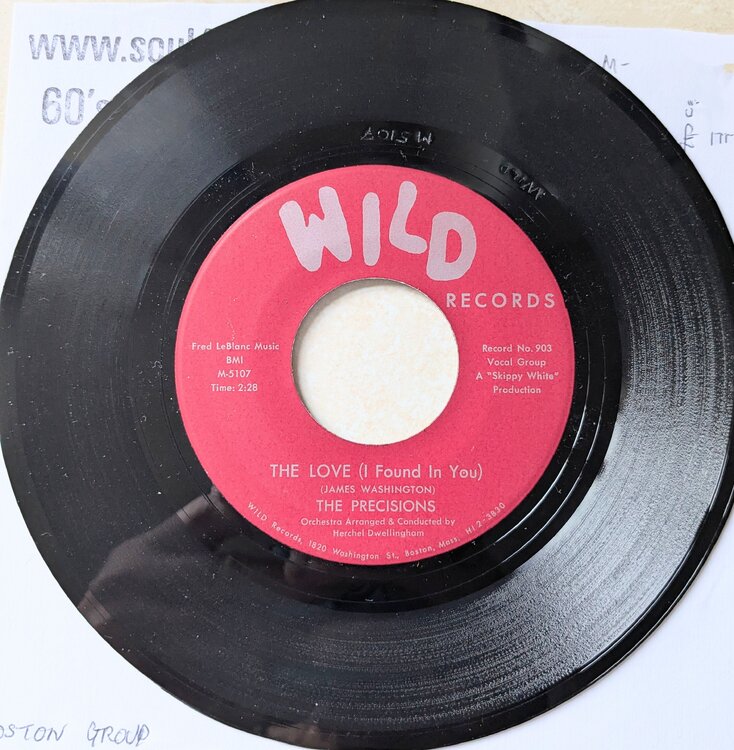 60's
M-
M 5107
WILD
WILD
RECORDS
Fred LeBlanc Music
BMI
M-5107
Time: 2:28
Record No. 903
Vocal Group
A "Skippy White"
Production
THE LOVE (I Found In You)
(JAMES WASHINGTON)
THE PRECISIONS
Orchestra Arranged & Conducted by
Herchel Dwellingham
WILD Records, 1820 Washington St., Boston, Mass. HI 2-3830
GROUP